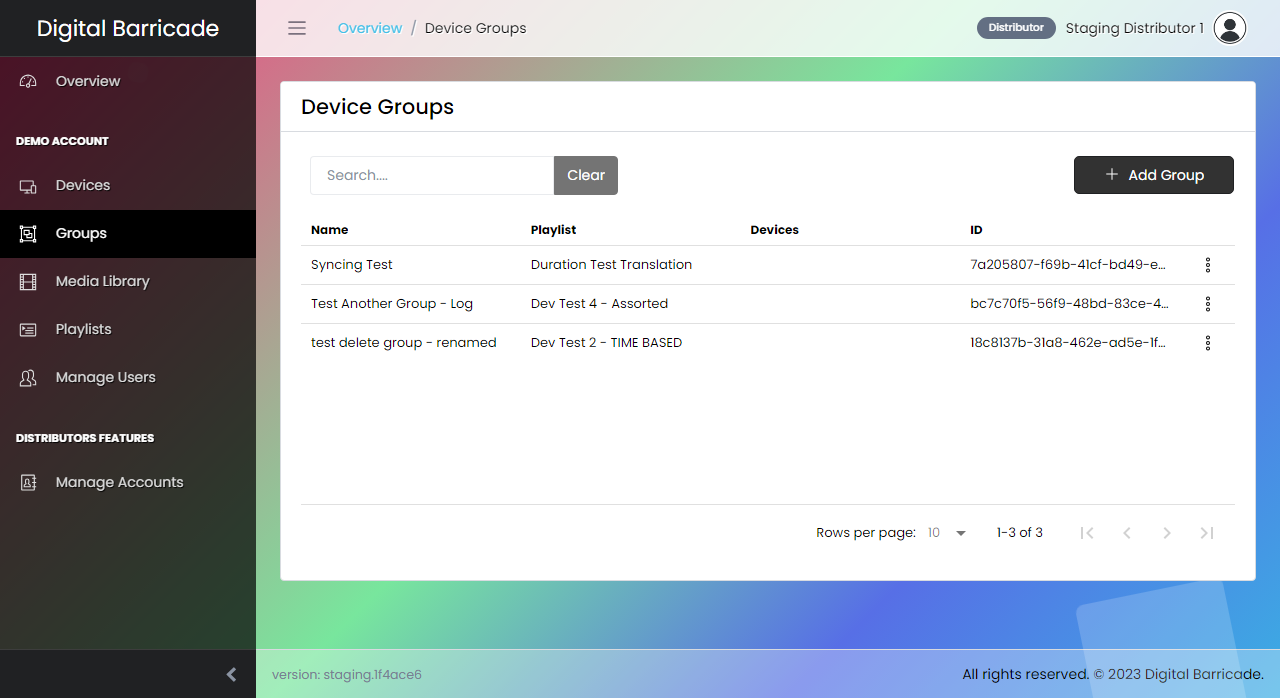 Digital Barricade
Overview / Device Groups
Distributor Staging Distributor 1
Overview
DEMO ACCOUNT
Devices
Groups
Media Library
Playlists
Manage Users
DISTRIBUTORS FEATURES
Manage Accounts
Device Groups
Search.... Clear
+ Add Group
Name Playlist Devices ID
Syncing Test Duration Test Translation 7a205807-f69b-41cf-bd49-e...
Test Another Group - Log Dev Test 4 - Assorted bc7c70f5-56f9-48bd-83ce-4...
test delete group - renamed Dev Test 2 - TIME BASED 18c8137b-31a8-462e-ad5e-1f...
Rows per page: 10 1-3 of 3
version: staging.1f4ace6
All rights reserved. © 2023 Digital Barricade.